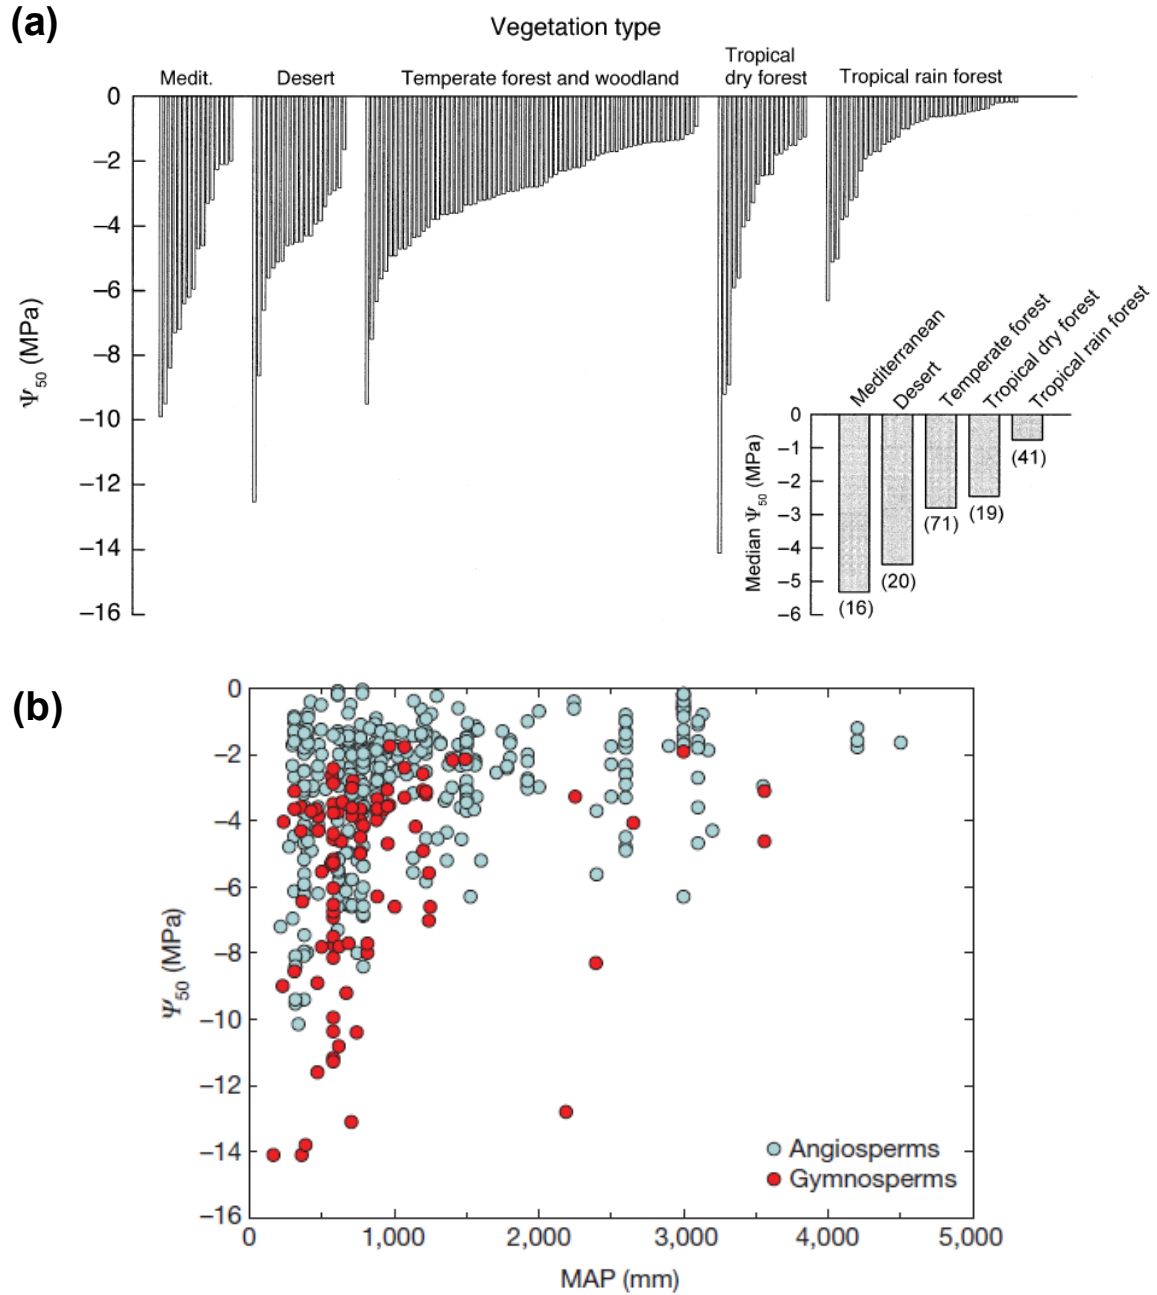 (a)
Vegetation type
Medit.
Desert
Temperate forest and woodland
Tropical
dry forest
Tropical rain forest
0
−2
−4
−6
−8
−10
−12
−14
−16
Ψ50 (MPa)
Mediterranean
Desert
Temperate forest
Tropical dry forest
Tropical rain forest
0
−1
−2
−3
−4
−5
−6
Median Ψ50 (MPa)
(16)
(20)
(71)
(19)
(41)
(b)
0
−2
−4
−6
−8
−10
−12
−14
−16
Ψ50 (MPa)
Angiosperms
Gymnosperms
0
1,000
2,000
3,000
4,000
5,000
MAP (mm)